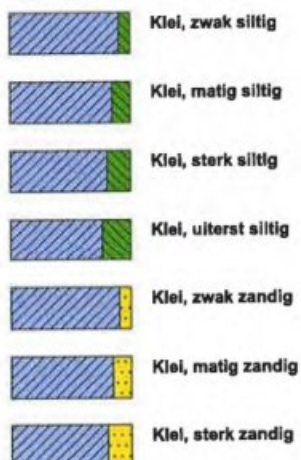 Klei, zwak siltig
Klei, matig siltig
Klei, sterk siltig
Klei, uiterst siltig
Klei, zwak zandig
Klei, matig zandig
Klei, sterk zandig